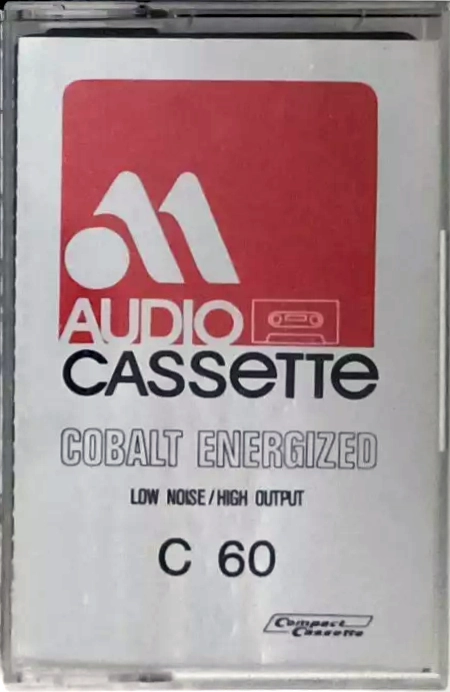 AUDIO
CASSETTE
COBALT ENERGIZED
LOW NOISE/HIGH OUTPUT
C 60
Compact
Cassette